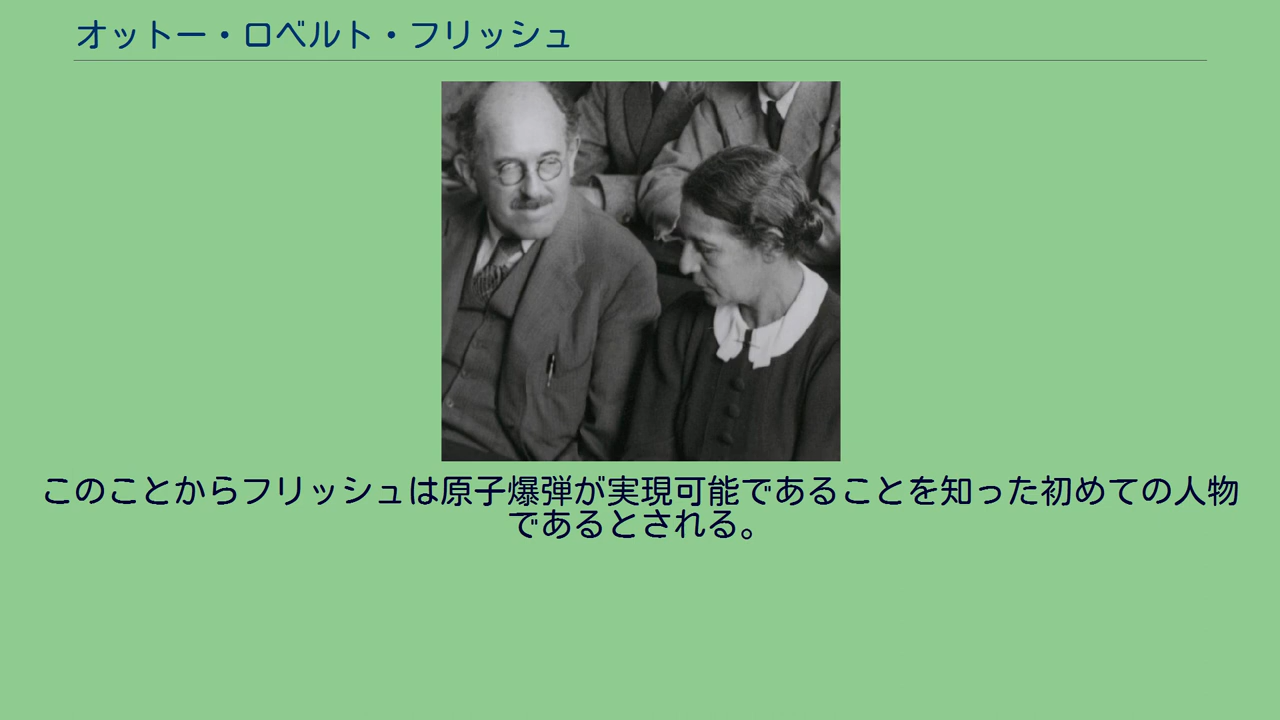 オットー・ロベルト・フリッシュ
このことからフリッシュは原子爆弾が実現可能であることを知った初めての人物
であるとされる。